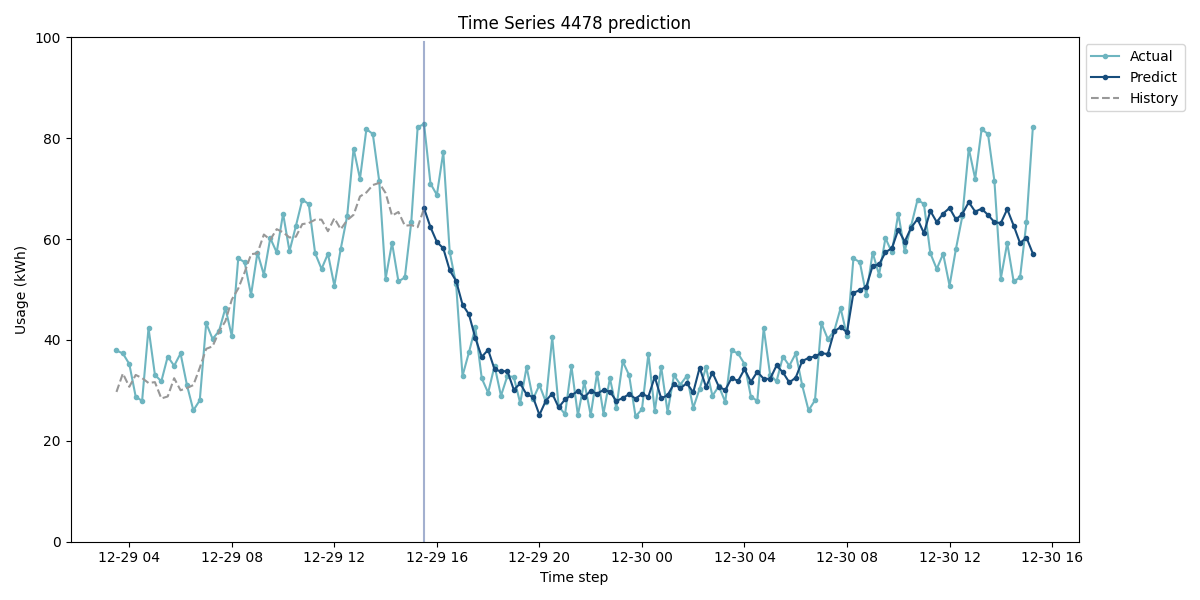 Time Series 4478 prediction
100
80
60
40
20
0
Usage (kWh)
12-29 04
12-29 08
12-29 12
12-29 16
12-29 20
12-30 00
12-30 04
12-30 08
12-30 12
12-30 16
Time step
Actual
Predict
History